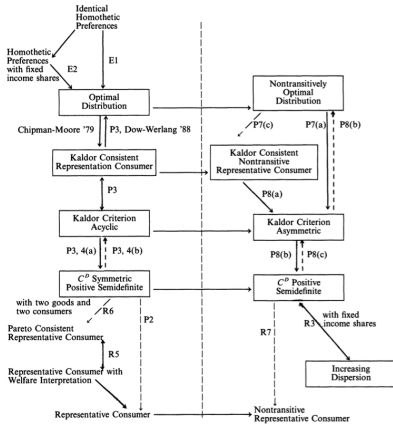 Identical
Homothetic
Preferences
Homothetic
Preferences
with fixed
income shares
E2
E1
Optimal
Distribution
Nontransitively
Optimal
Distribution
Chipman-Moore '79
P3, Dow-Werlang '88
P7(c)
P7(a)
P8(b)
Kaldor Consistent
Representation Consumer
Kaldor Consistent
Nontransitive
Representative Consumer
P3
P8(a)
Kaldor Criterion
Acyclic
Kaldor Criterion
Asymmetric
P3, 4(a)
P3, 4(b)
P8(b)
P8(c)
C^D Symmetric
Positive Semidefinite
C^D Positive
Semidefinite
with two goods and
two consumers
R6
P2
with fixed
income shares
R3
R7
Pareto Consistent
Representative Consumer
R5
Increasing
Dispersion
Representative Consumer with
Welfare Interpretation
Representative Consumer
Nontransitive
Representative Consumer